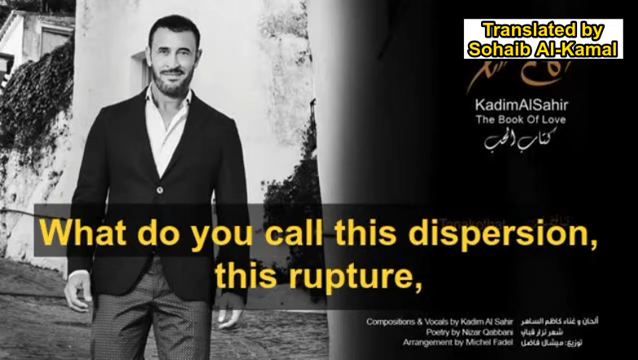 Translated by
Sohaib Al-Kamal
KadimAlSahir
The Book Of Love
كتاب الحب
What do you call this dispersion,
this rupture,
Compositions & Vocals by Kadim Al Sahir
Poetry by Nizar Qabbani
Arrangement by Michel Fadel
ألحان و غناء كاظم الساهر
شعر نزار قباني
توزيع: ميشال فاضل